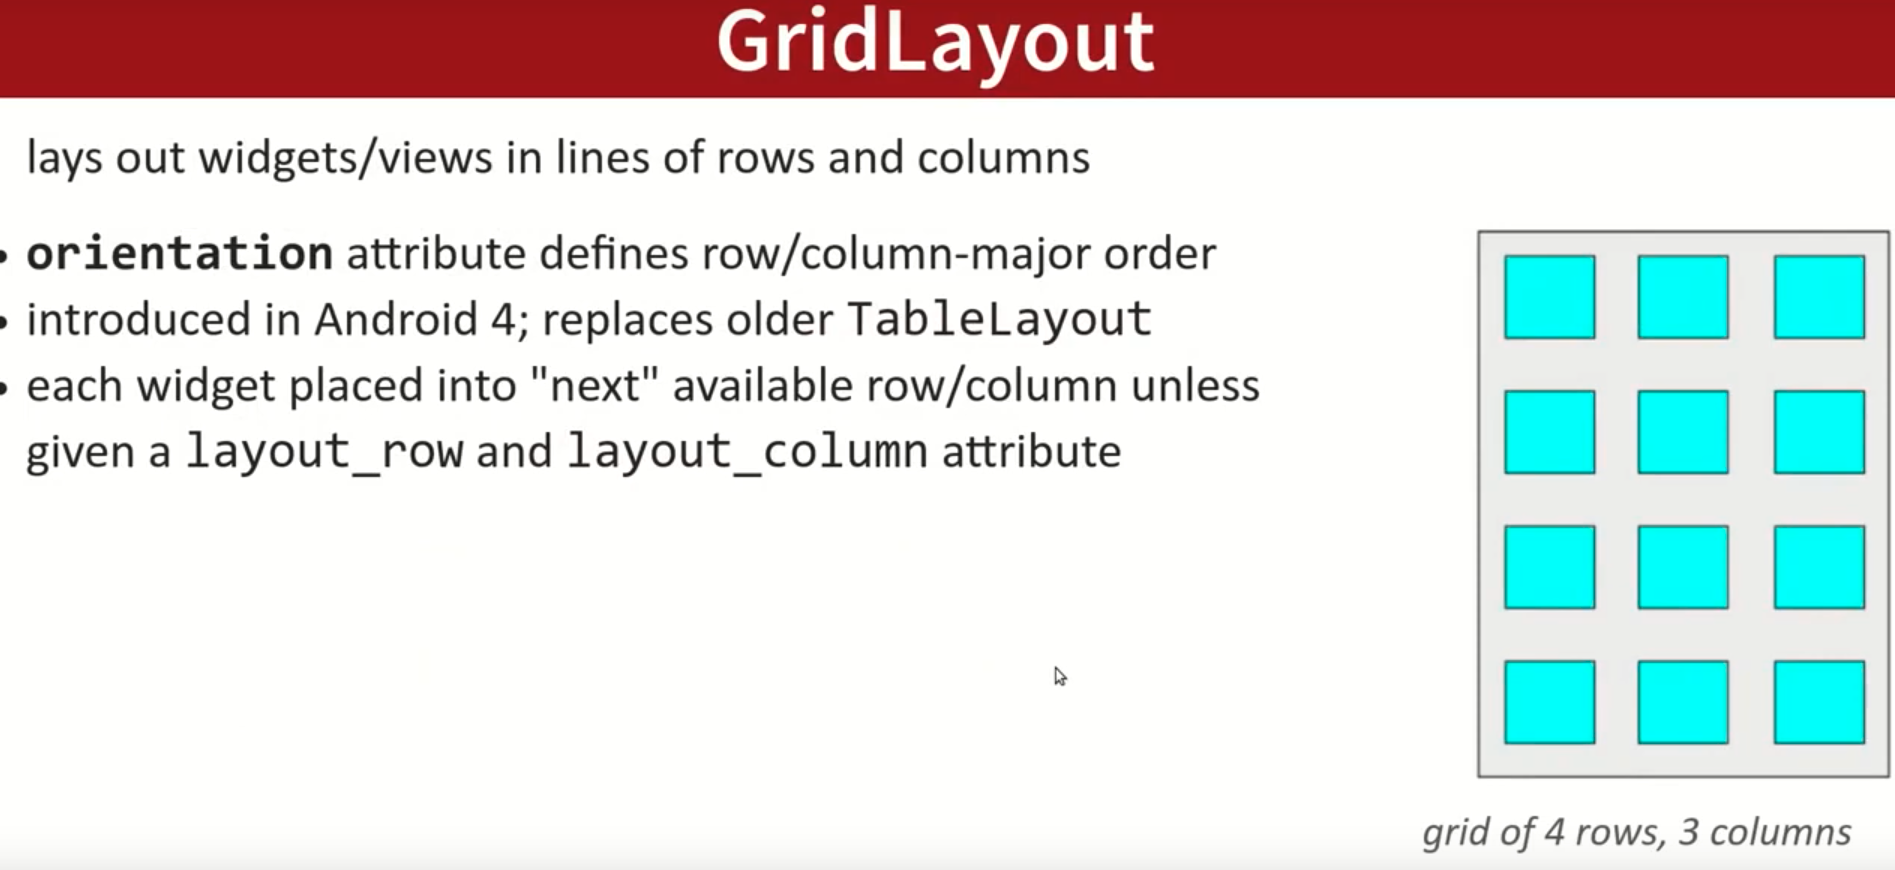 GridLayout
lays out widgets/views in lines of rows and columns
• orientation attribute defines row/column-major order
• introduced in Android 4; replaces older TableLayout
• each widget placed into "next" available row/column unless
given a layout_row and layout_column attribute
grid of 4 rows, 3 columns